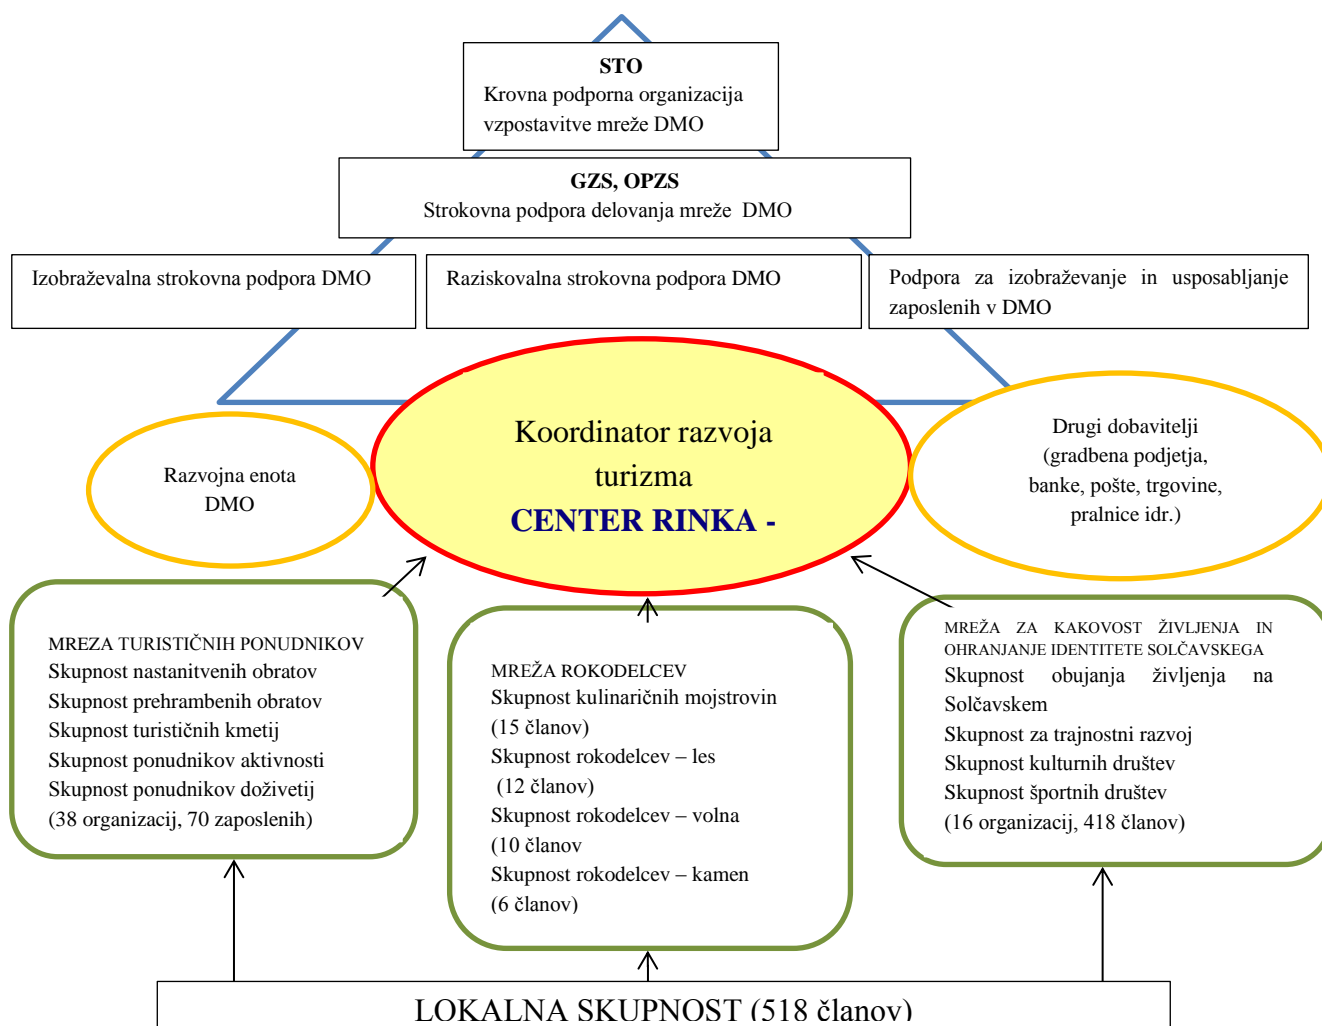 STO
Krovna podporna organizacija
vzpostavitve mreže DMO
GZS, OPZS
Strokovna podpora delovanja mreže DMO
Izobraževalna strokovna podpora DMO
Raziskovalna strokovna podpora DMO
Podpora za izobraževanje in usposabljanje
zaposlenih v DMO
Razvojna enota
DMO
Koordinator razvoja
turizma
CENTER RINKA -
Drugi dobavitelji
(gradbena podjetja,
banke, pošte, trgovine,
pralnice idr.)
MREZA TURISTIČNIH PONUDNIKOV
Skupnost nastanitvenih obratov
Skupnost prehrambenih obratov
Skupnost turističnih kmetij
Skupnost ponudnikov aktivnosti
Skupnost ponudnikov doživetij
(38 organizacij, 70 zaposlenih)
MREŽA ROKODELCEV
Skupnost kulinaričnih mojstrovin
(15 članov)
Skupnost rokodelcev – les
(12 članov)
Skupnost rokodelcev – volna
(10 članov
Skupnost rokodelcev – kamen
(6 članov)
MREŽA ZA KAKOVOST ŽIVLJENJA IN
OHRANJANJE IDENTITETE SOLČAVSKEGA
Skupnost obujanja življenja na
Solčavskem
Skupnost za trajnostni razvoj
Skupnost kulturnih društev
Skupnost športnih društev
(16 organizacij, 418 članov)
LOKALNA SKUPNOST (518 članov)